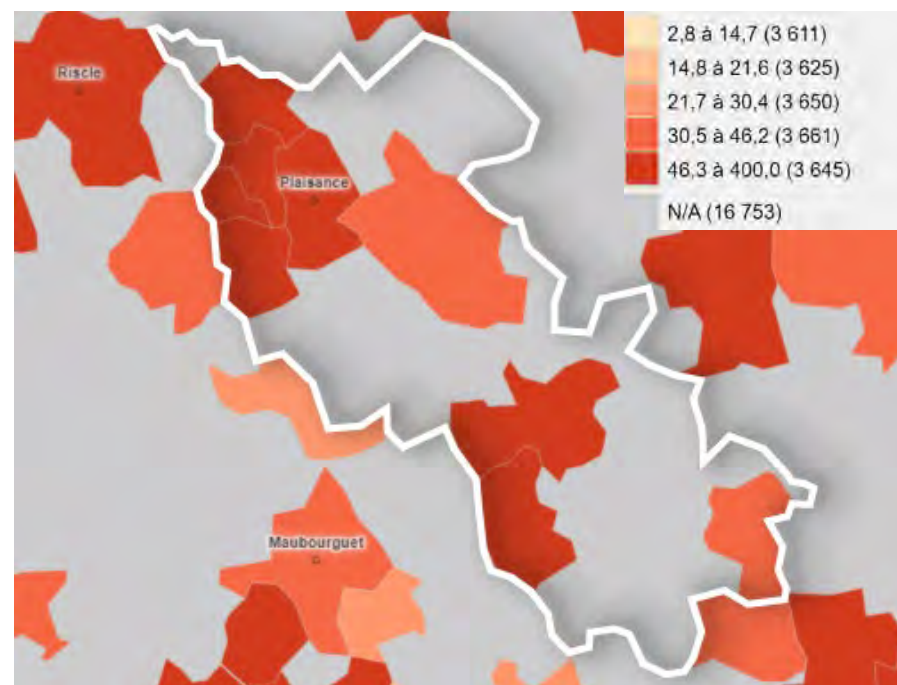 2,8 à 14,7 (3 611)
14,8 à 21,6 (3 625)
21,7 à 30,4 (3 650)
30,5 à 46,2 (3 661)
46,3 à 400,0 (3 645)
N/A (16 753)
Riscle
Plaisance
Maubourguet